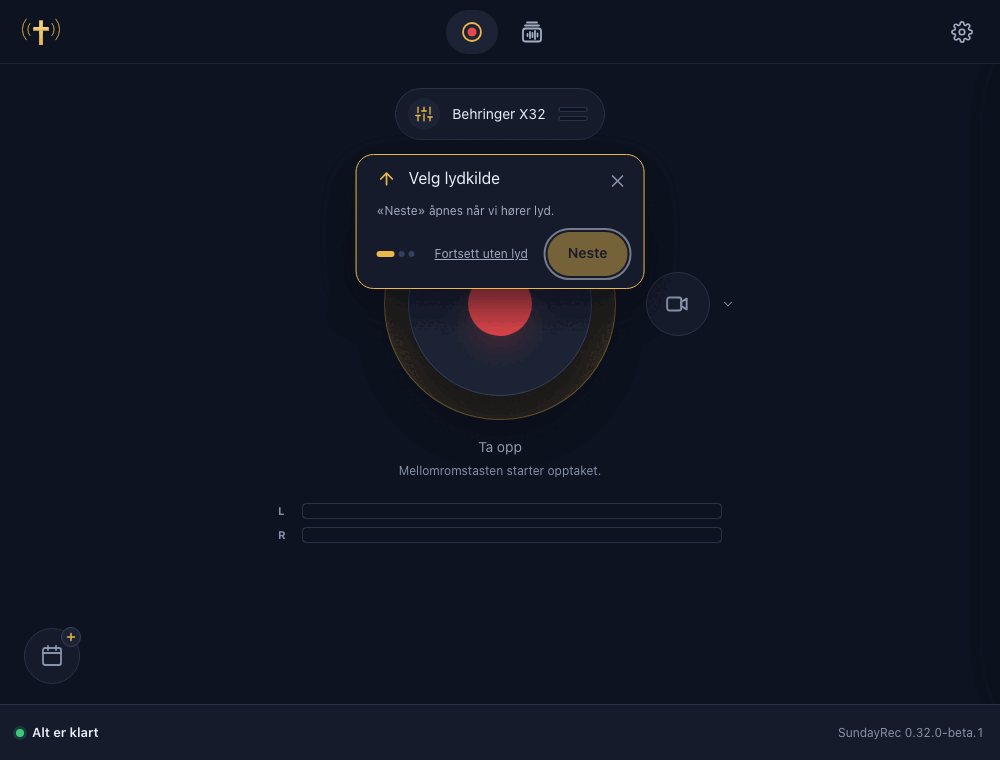 Behringer X32
Velg lydkilde
«Neste» åpnes når vi hører lyd.
Fortsett uten lyd
Neste
Ta opp
Mellomromstasten starter opptaket.
L
R
Alt er klart
SundayRec 0.32.0-beta.1